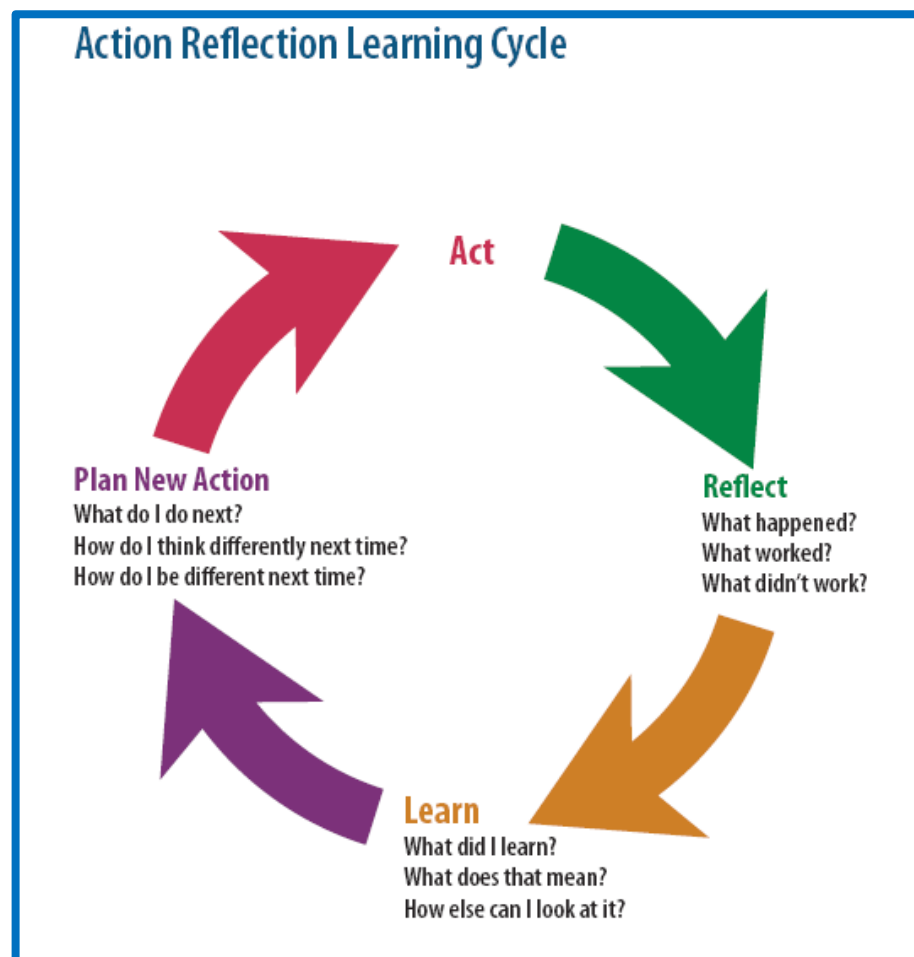 Action Reflection Learning Cycle
Act
Reflect
What happened?
What worked?
What didn't work?
Learn
What did I learn?
What does that mean?
How else can I look at it?
Plan New Action
What do I do next?
How do I think differently next time?
How do I be different next time?